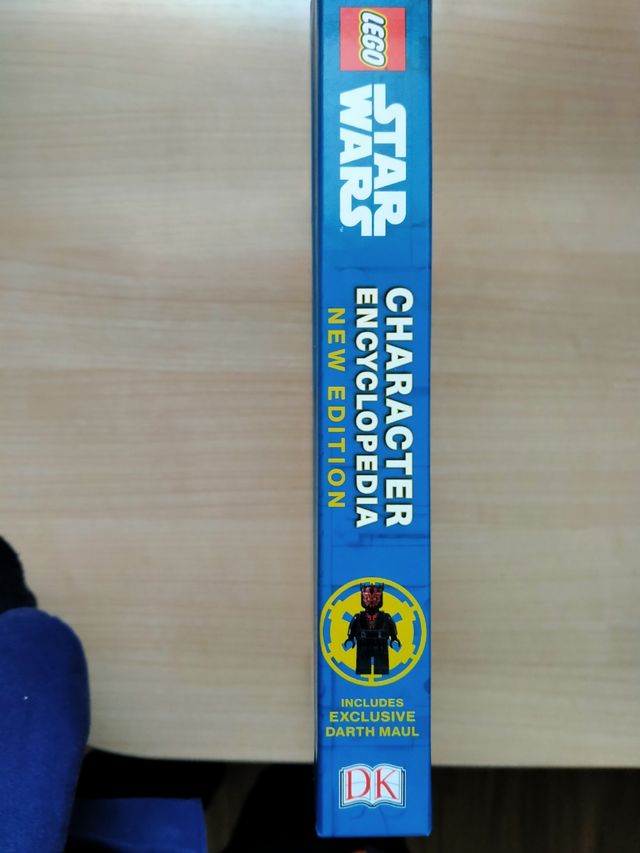 LEGO
STAR
WARS
CHARACTER
ENCYCLOPEDIA
NEW EDITION
INCLUDES
EXCLUSIVE
DARTH MAUL
DK